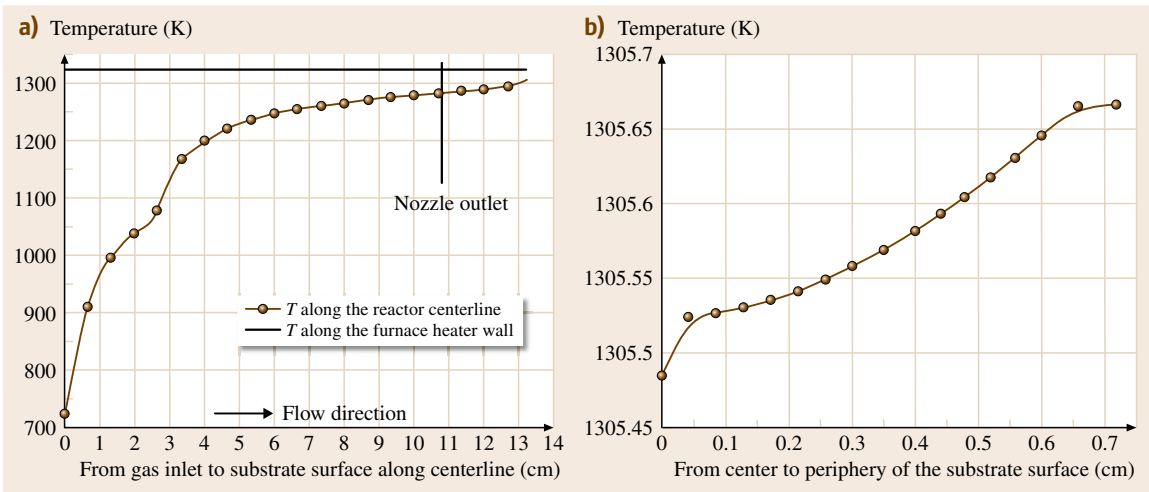 a) Temperature (K)
1300
1200
1100
1000
900
800
700
0 1 2 3 4 5 6 7 8 9 10 11 12 13 14
Nozzle outlet
T along the reactor centerline
T along the furnace heater wall
Flow direction
From gas inlet to substrate surface along centerline (cm)
b) Temperature (K)
1305.7
1305.65
1305.6
1305.55
1305.5
1305.45
0 0.1 0.2 0.3 0.4 0.5 0.6 0.7
From center to periphery of the substrate surface (cm)